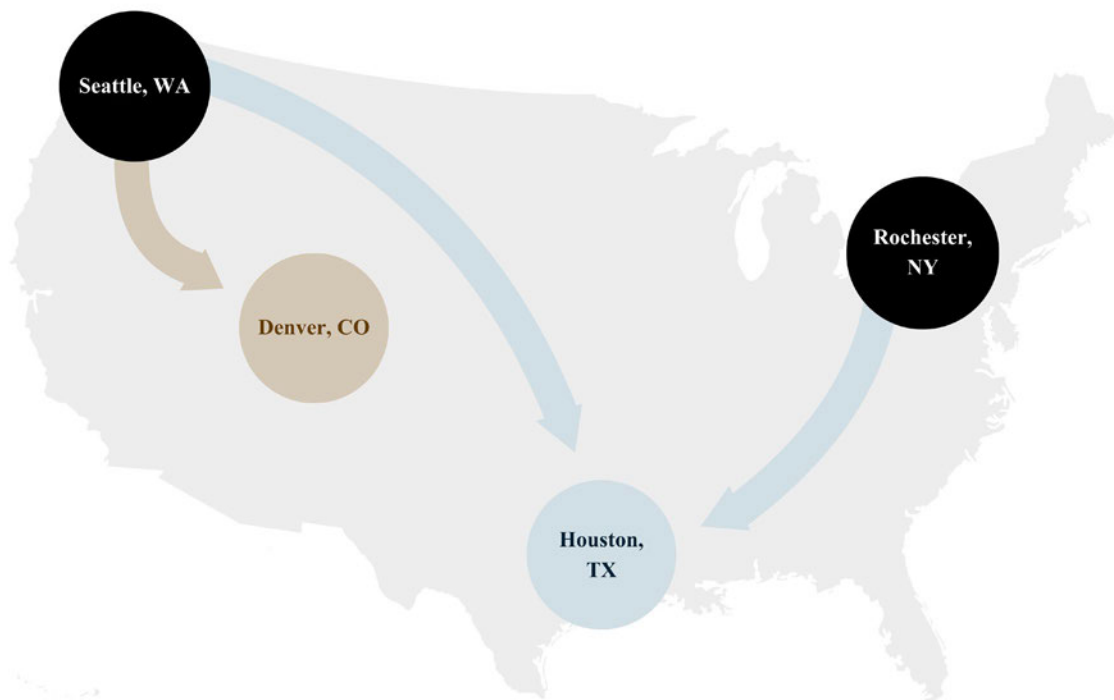 Seattle, WA
Rochester,
NY
Denver, CO
Houston,
TX